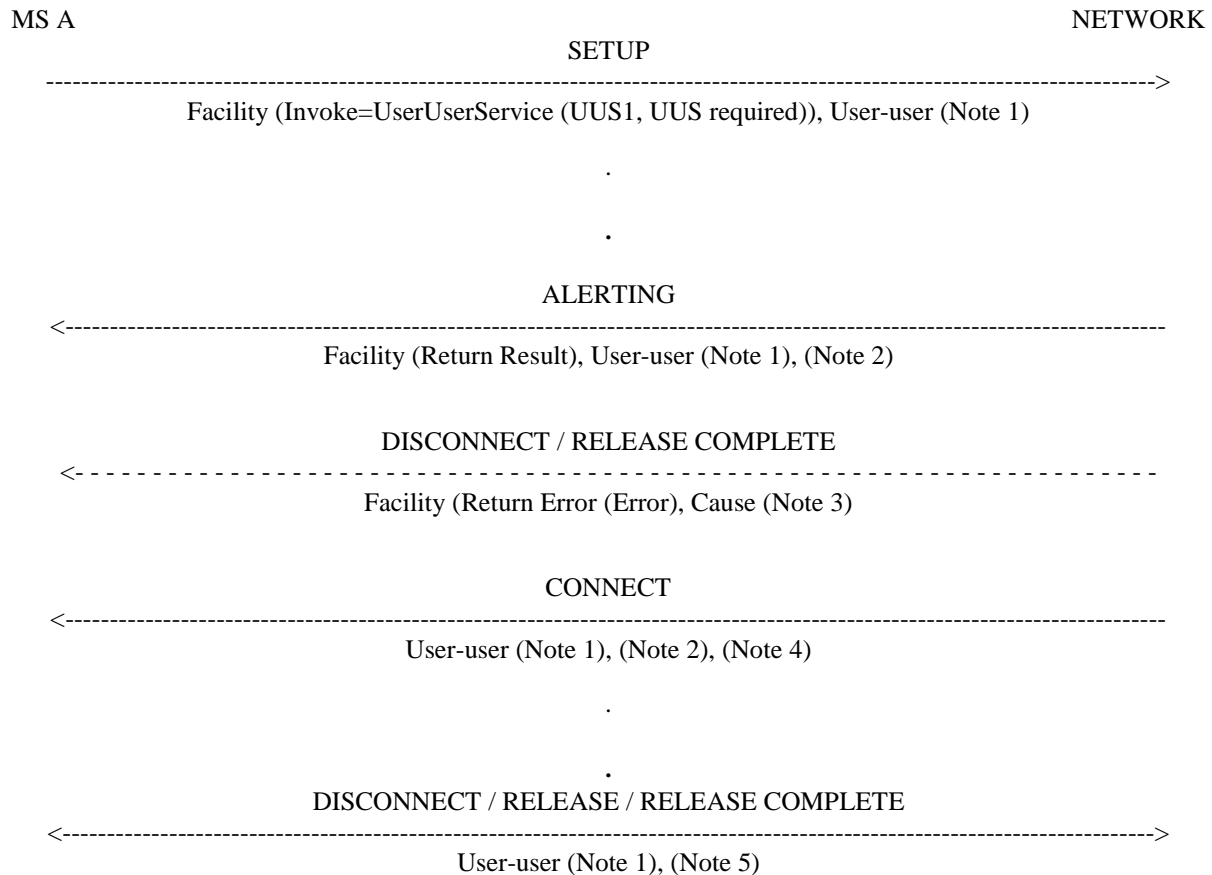 MS A NETWORK
SETUP
------------------------------------------------------------------------------------------------------------------------------->
Facility (Invoke=UserUserService (UUS1, UUS required)), User-user (Note 1)
.
.
ALERTING
<-------------------------------------------------------------------------------------------------------------------------------
Facility (Return Result), User-user (Note 1), (Note 2)
DISCONNECT / RELEASE COMPLETE
<- - - - - - - - - - - - - - - - - - - - - - - - - - - - - - - - - - - - - - - - - - - - - - - - - - - - - - - - - - - - - - - - - - -
Facility (Return Error (Error), Cause (Note 3)
CONNECT
<-------------------------------------------------------------------------------------------------------------------------------
User-user (Note 1), (Note 2), (Note 4)
.
.
DISCONNECT / RELEASE / RELEASE COMPLETE
<------------------------------------------------------------------------------------------------------------------------------>
User-user (Note 1), (Note 5)